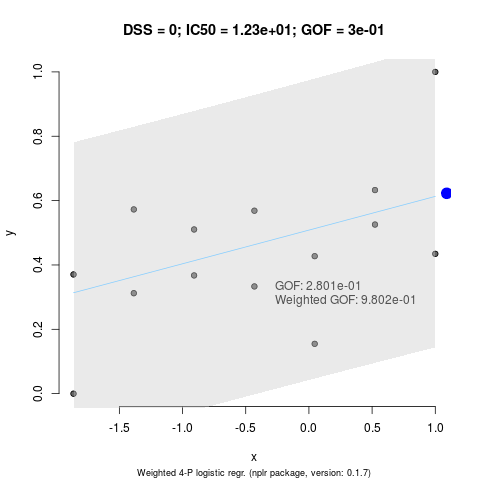 DSS = 0; IC50 = 1.23e+01; GOF = 3e-01
1.0
0.8
0.6
y
0.4
GOF: 2.801e-01
Weighted GOF: 9.802e-01
0.2
0.0
-1.5 -1.0 -0.5 0.0 0.5 1.0
x
Weighted 4-P logistic regr. (nplr package, version: 0.1.7)